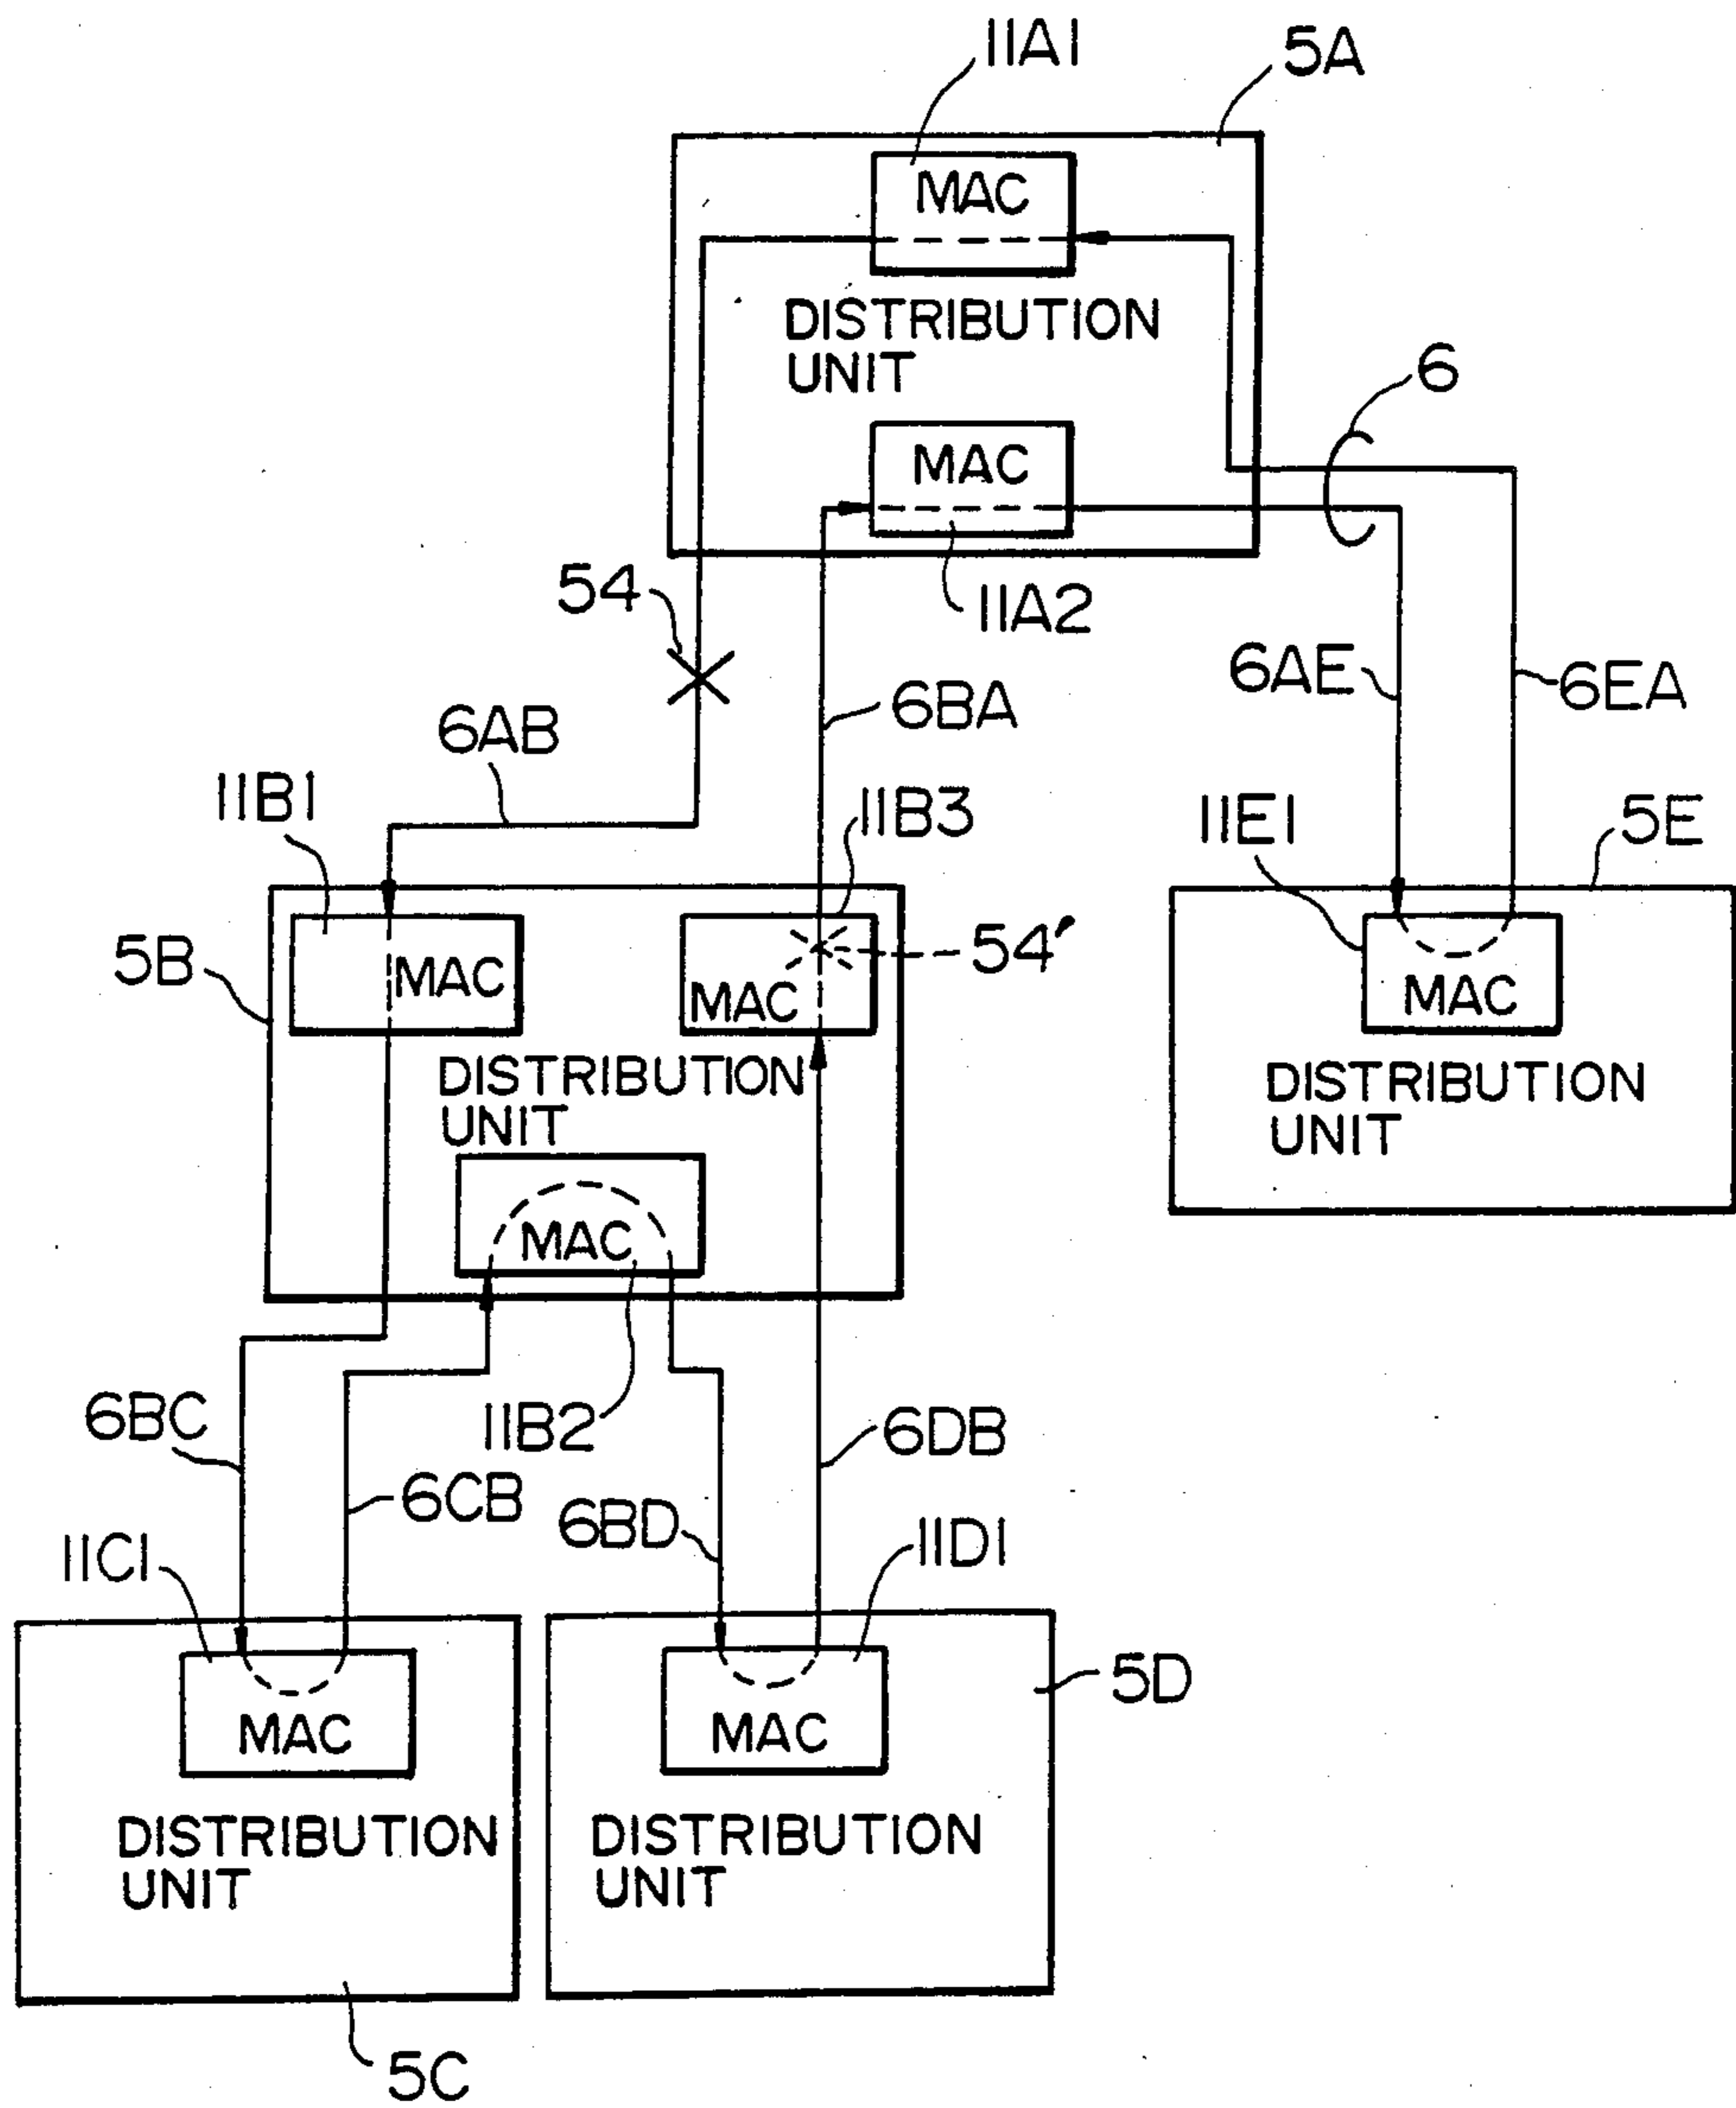 11A1
5A
MAC
DISTRIBUTION
UNIT
6
MAC
54
11A2
6AE
6EA
6BA
6AB
11B1
11B3
11E1
5E
5B
MAC
MAC
54'
MAC
DISTRIBUTION
UNIT
DISTRIBUTION
UNIT
MAC
6BC
11B2
6DB
6CB
6BD
11C1
11D1
5D
MAC
MAC
DISTRIBUTION
UNIT
DISTRIBUTION
UNIT
5C